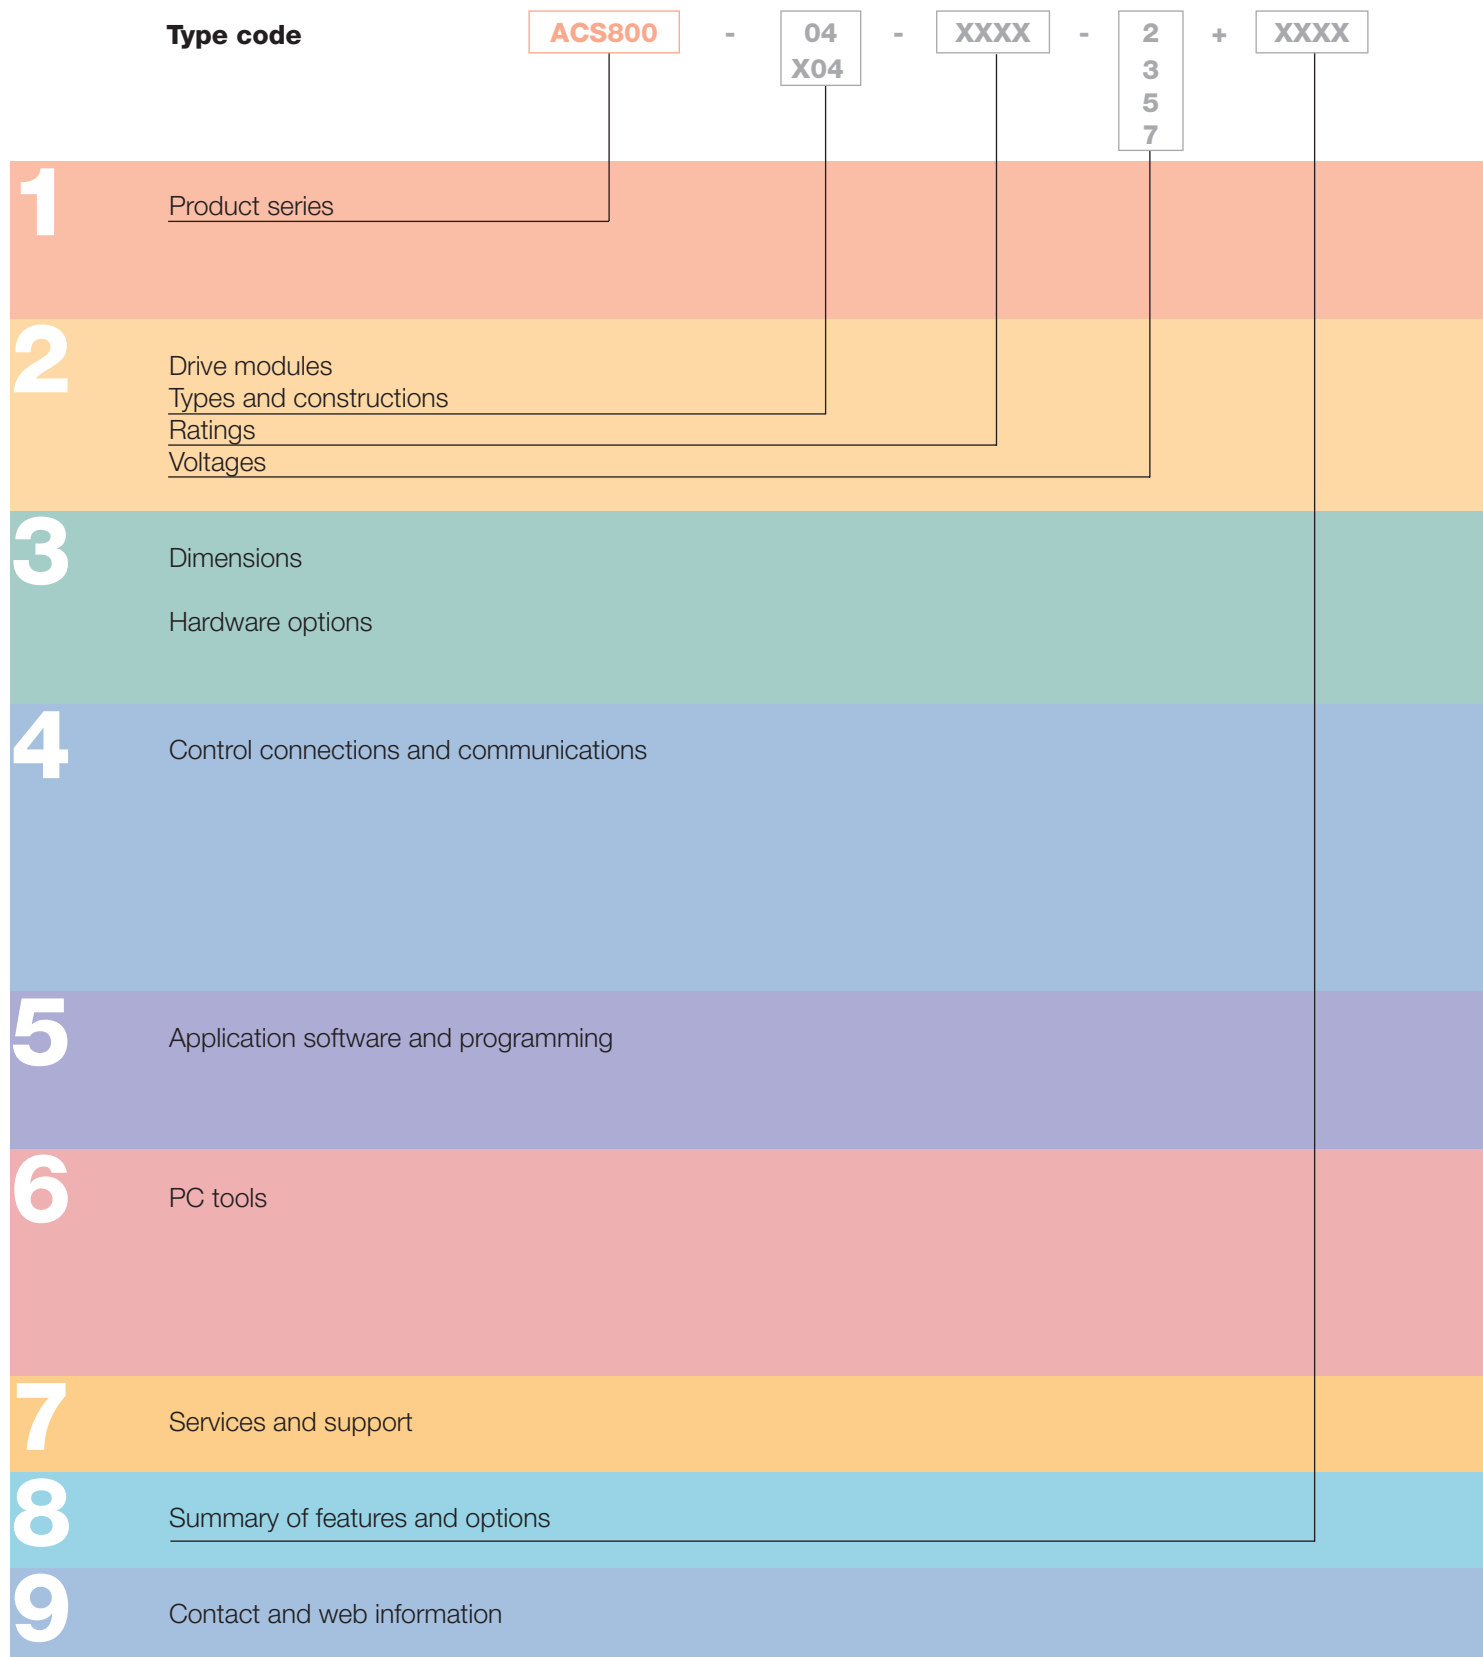 Type code ACS800 - 04 - XXXX - 2 + XXXX
X04 3
5
7
1
Product series
2
Drive modules
Types and constructions
Ratings
Voltages
3
Dimensions
Hardware options
4
Control connections and communications
5
Application software and programming
6
PC tools
7
Services and support
8
Summary of features and options
9
Contact and web information